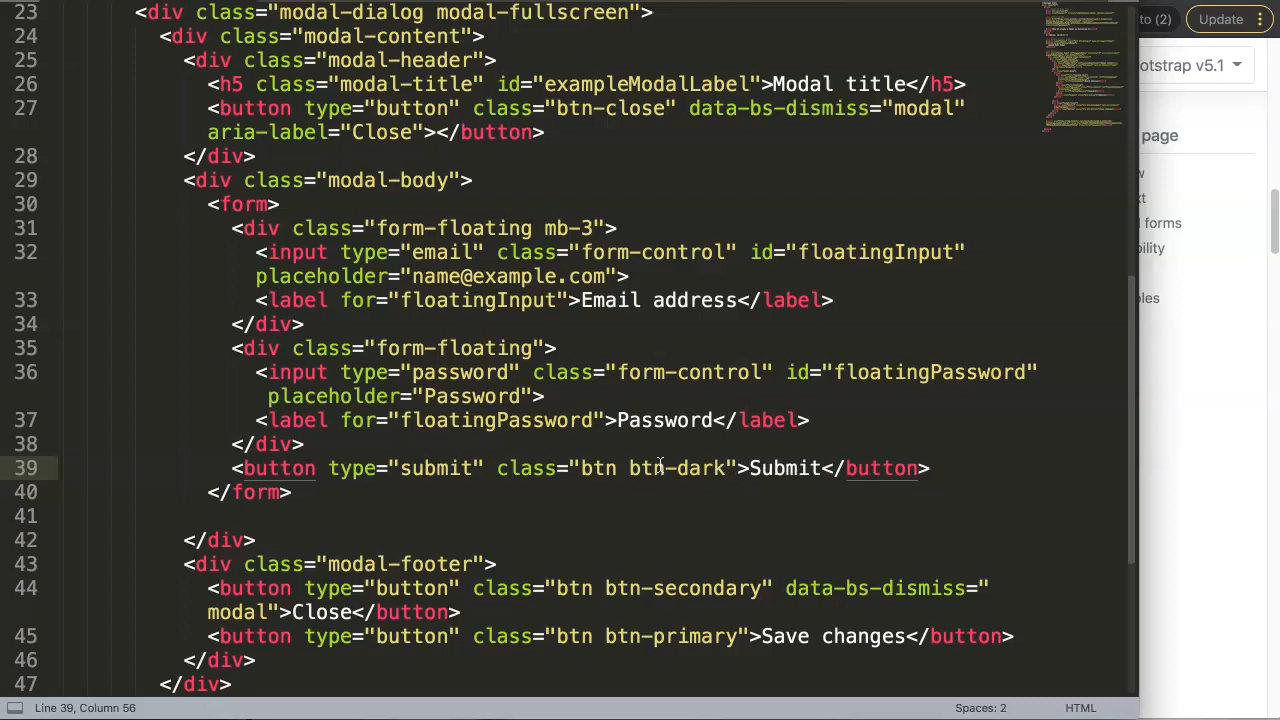 23 <div class="modal-dialog modal-fullscreen">
24 <div class="modal-content">
25 <div class="modal-header">
26 <h5 class="modal-title" id="exampleModalLabel">Modal title</h5>
27 <button type="button" class="btn-close" data-bs-dismiss="modal"
aria-label="Close"></button>
28 </div>
29 <div class="modal-body">
30 <form>
31 <div class="form-floating mb-3">
32 <input type="email" class="form-control" id="floatingInput"
placeholder="name@example.com">
33 <label for="floatingInput">Email address</label>
34 </div>
35 <div class="form-floating">
36 <input type="password" class="form-control" id="floatingPassword"
placeholder="Password">
37 <label for="floatingPassword">Password</label>
38 </div>
39 <button type="submit" class="btn btn-dark">Submit</button>
40 </form>
41
42 </div>
43 <div class="modal-footer">
44 <button type="button" class="btn btn-secondary" data-bs-dismiss="
modal">Close</button>
45 <button type="button" class="btn btn-primary">Save changes</button>
46 </div>
47 </div>
Line 39, Column 56
Spaces: 2
HTML
to (2)
Update
otstrap v5.1
page
w
xt
d forms
bility
ples